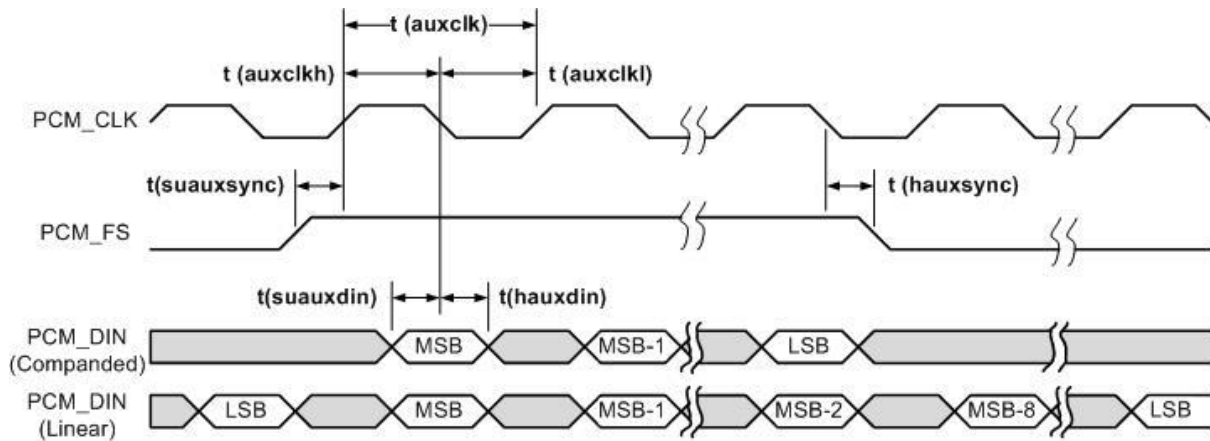 t (auxclk)
t (auxclkh)
t (auxclkl)
PCM_CLK
t(suauxsync)
t (hauxsync)
PCM_FS
t(suauxdin)
t(hauxdin)
PCM_DIN
(Companded)
MSB
MSB-1
LSB
PCM_DIN
(Linear)
LSB
MSB
MSB-1
MSB-2
MSB-8
LSB